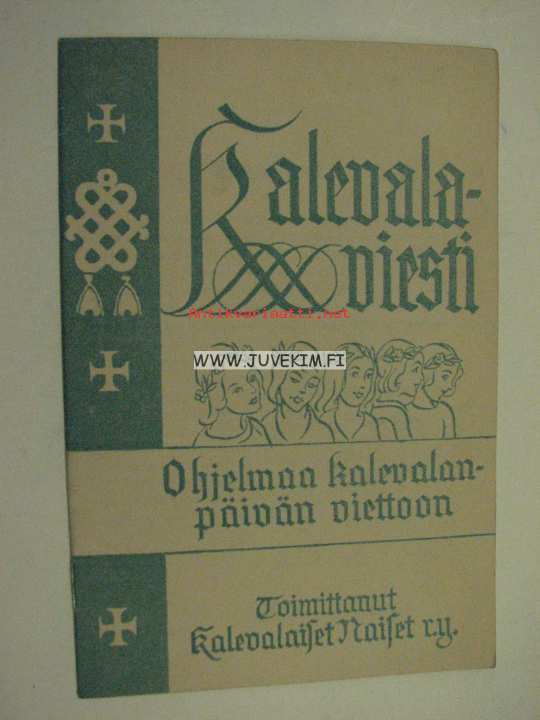 Kalevala-
viesti
Antikvariaatti.net
WWW.JUVEKIM.FI
Ohjelmaa kalevalan-
päivän viettoon
Toimittanut
Kalevalaiset Naiset r.y.